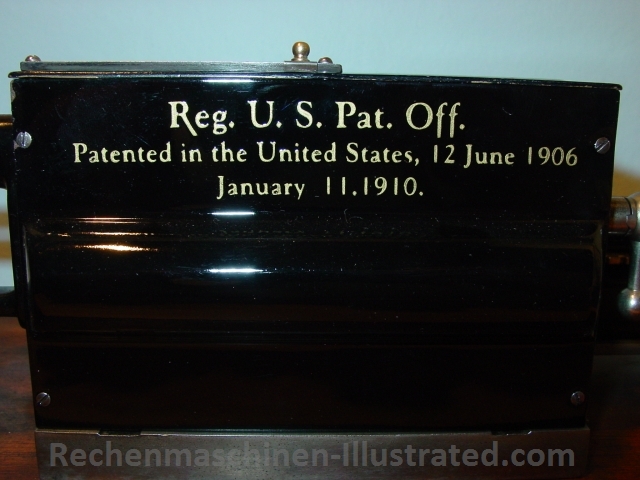 Reg. U. S. Pat. Off.
Patented in the United States, 12 June 1906
January 11.1910.
Rechenmaschinen-Illustrated.com